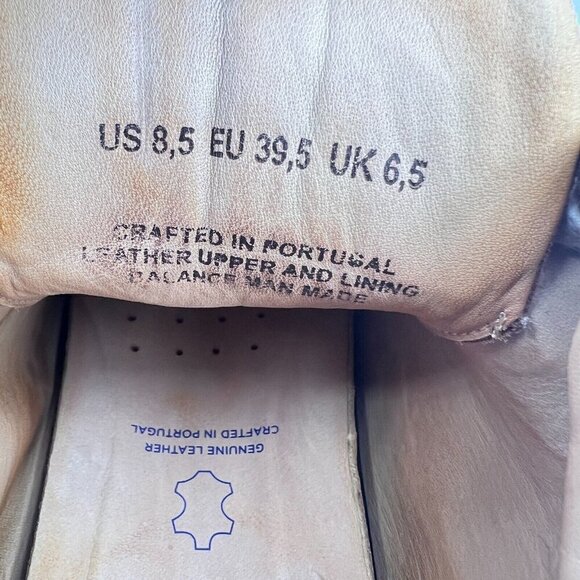 US 8,5 EU 39,5 UK 6,5
CRAFTED IN PORTUGAL
LEATHER UPPER AND LINING
BALANCE MAN MADE
GENUINE LEATHER
CRAFTED IN PORTUGAL